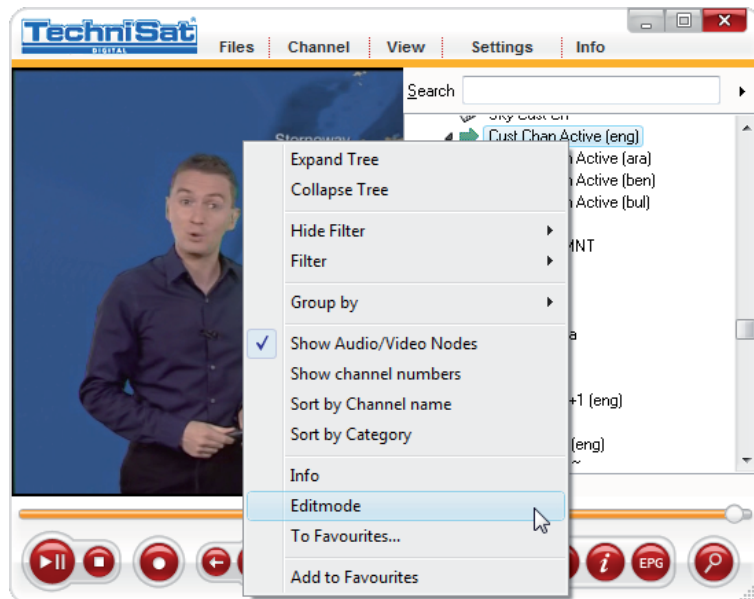 TechniSat
DIGITAL
Files Channel View Settings Info
Search
Stornoway
Cust Chan Active (eng)
Active (ara)
Active (ben)
Active (bul)
+1 (eng)
(eng)
Expand Tree
Collapse Tree
Hide Filter
Filter
Group by
Show Audio/Video Nodes
Show channel numbers
Sort by Channel name
Sort by Category
Info
Editmode
To Favourites...
Add to Favourites
i
EPG